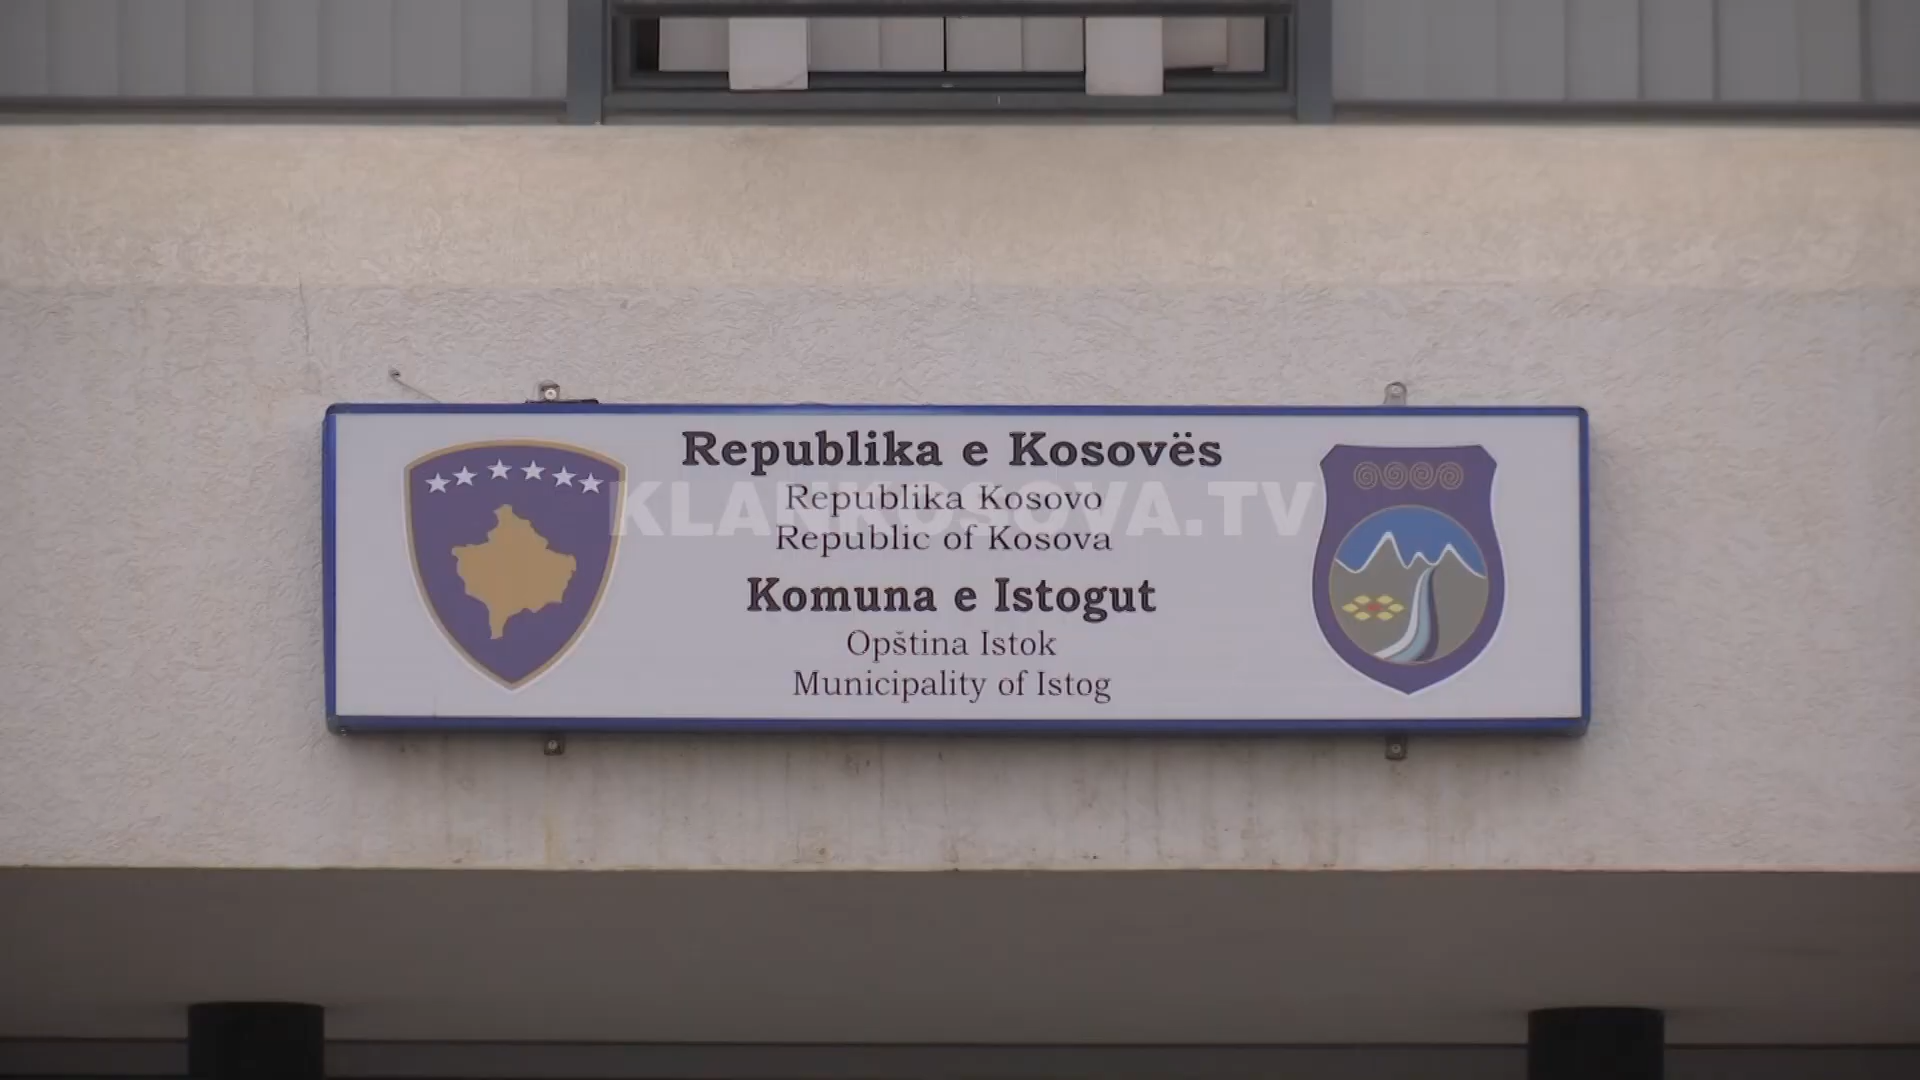 Republika e Kosovës
Republika Kosovo
KLANKOSOVA.TV
Republic of Kosova
Komuna e Istogut
Opština Istok
Municipality of Istog